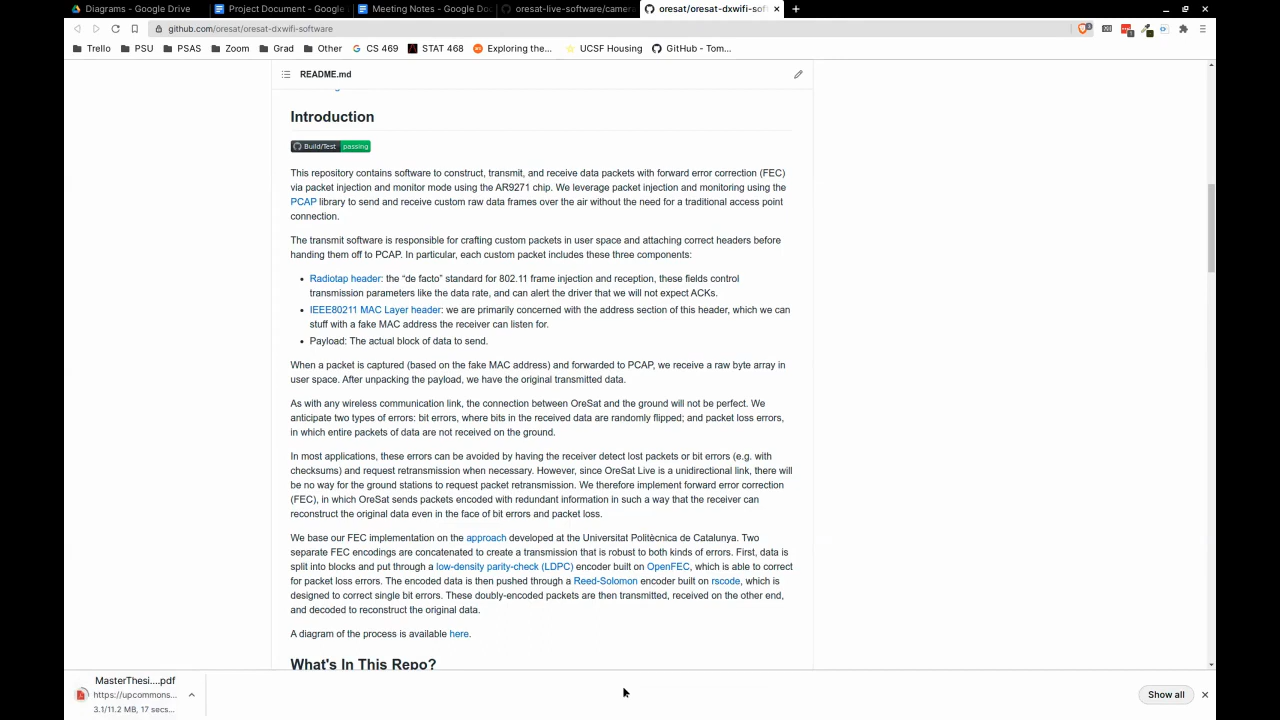 Diagrams - Google Drive
Project Document - Google
Meeting Notes - Google Doc
oresat-live-software/camera
oresat/oresat-dxwifi-soft
github.com/oresat/oresat-dxwifi-software
Trello PSU PSAS Zoom Grad Other CS 469 STAT 468 Exploring the... UCSF Housing GitHub - Tom...
README.md
Introduction
Build/Test passing
This repository contains software to construct, transmit, and receive data packets with forward error correction (FEC)
via packet injection and monitor mode using the AR9271 chip. We leverage packet injection and monitoring using the
PCAP library to send and receive custom raw data frames over the air without the need for a traditional access point
connection.
The transmit software is responsible for crafting custom packets in user space and attaching correct headers before
handing them off to PCAP. In particular, each custom packet includes these three components:
• Radiotap header: the “de facto” standard for 802.11 frame injection and reception, these fields control
transmission parameters like the data rate, and can alert the driver that we will not expect ACKs.
• IEEE80211 MAC Layer header: we are primarily concerned with the address section of this header, which we can
stuff with a fake MAC address the receiver can listen for.
• Payload: The actual block of data to send.
When a packet is captured (based on the fake MAC address) and forwarded to PCAP, we receive a raw byte array in
user space. After unpacking the payload, we have the original transmitted data.
As with any wireless communication link, the connection between OreSat and the ground will not be perfect. We
anticipate two types of errors: bit errors, where bits in the received data are randomly flipped; and packet loss errors,
in which entire packets of data are not received on the ground.
In most applications, these errors can be avoided by having the receiver detect lost packets or bit errors (e.g. with
checksums) and request retransmission when necessary. However, since OreSat Live is a unidirectional link, there will
be no way for the ground stations to request packet retransmission. We therefore implement forward error correction
(FEC), in which OreSat sends packets encoded with redundant information in such a way that the receiver can
reconstruct the original data even in the face of bit errors and packet loss.
We base our FEC implementation on the approach developed at the Universitat Politècnica de Catalunya. Two
separate FEC encodings are concatenated to create a transmission that is robust to both kinds of errors. First, data is
split into blocks and put through a low-density parity-check (LDPC) encoder built on OpenFEC, which is able to correct
for packet loss errors. The encoded data is then pushed through a Reed-Solomon encoder built on rscode, which is
designed to correct single bit errors. These doubly-encoded packets are then transmitted, received on the other end,
and decoded to reconstruct the original data.
A diagram of the process is available here.
What's In This Repo?
MasterThesi....pdf
https://upcommons...
3.1/11.2 MB, 17 secs...
Show all